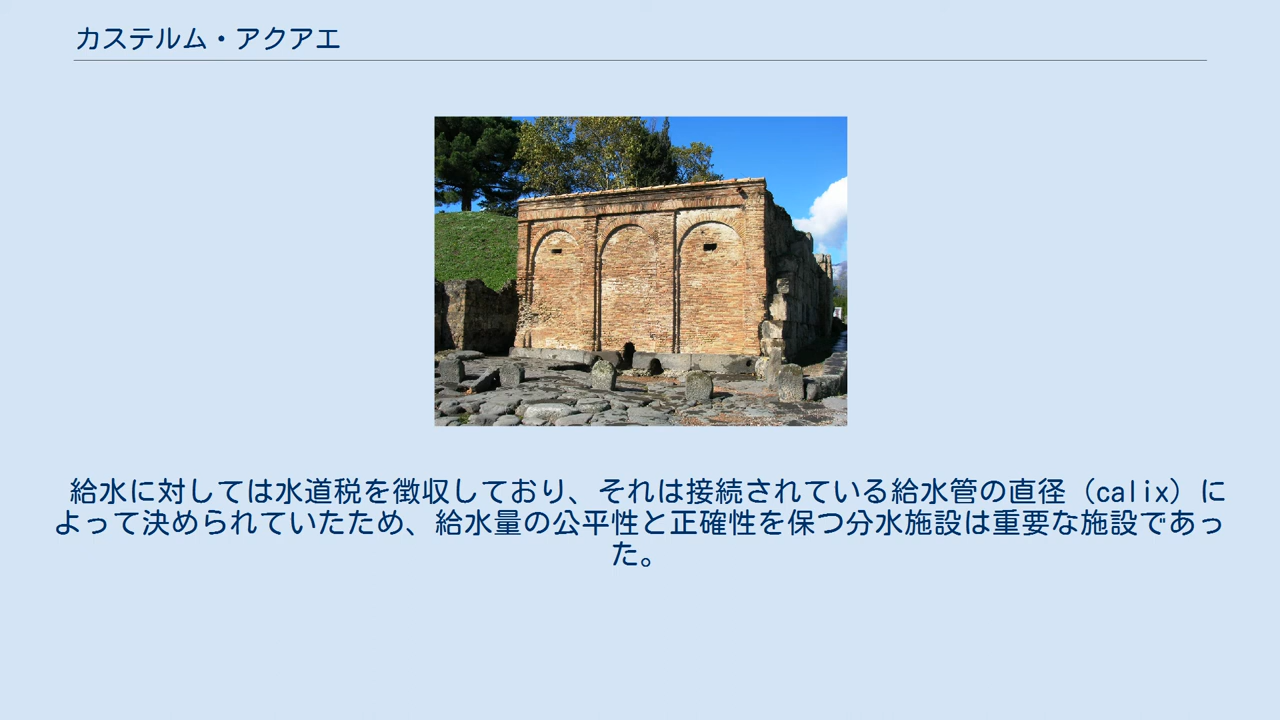 カステルム・アクアエ
給水に対しては水道税を徴収しており、それは接続されている給水管の直径（calix）に
よって決められていたため、給水量の公平性と正確性を保つ分水施設は重要な施設であっ
た。